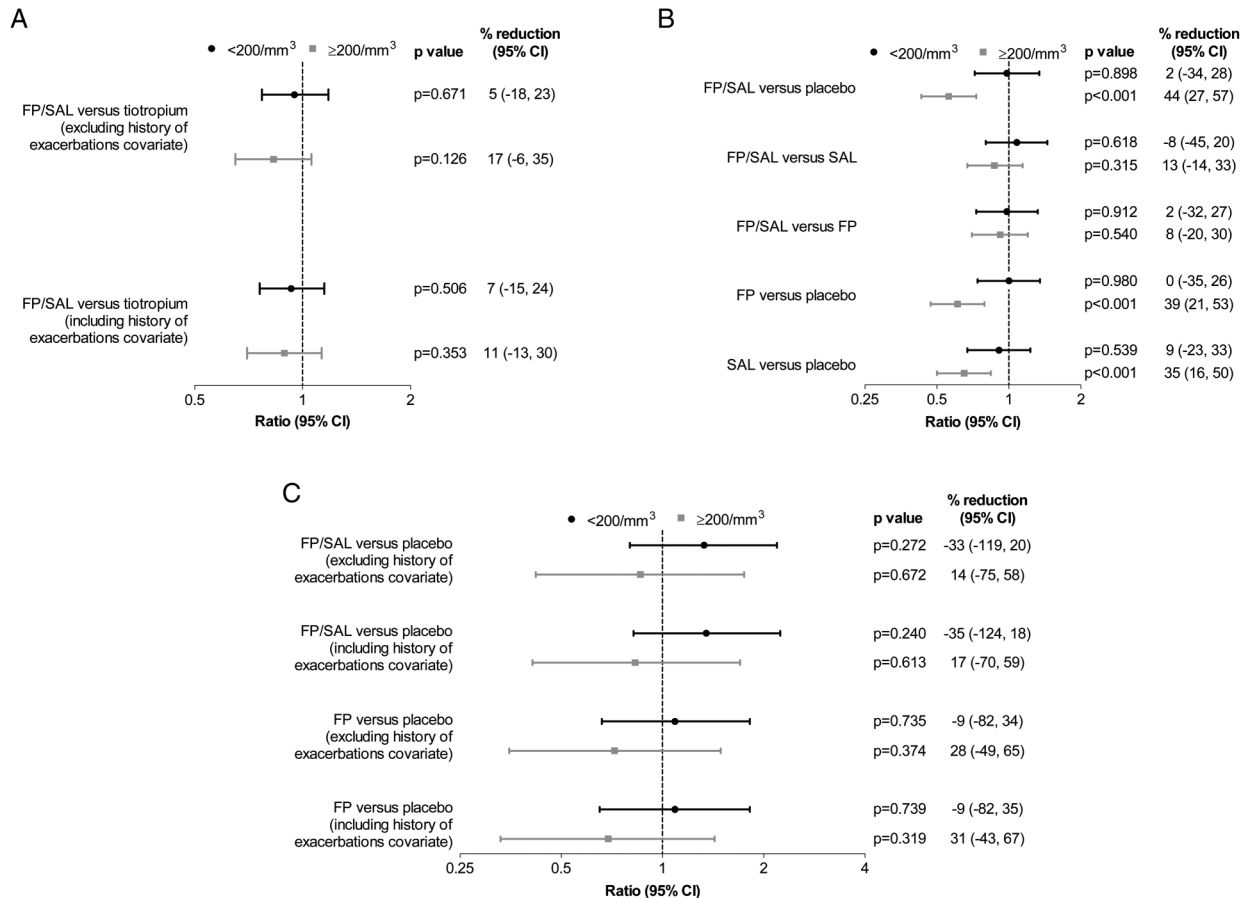 A
% reduction
<200/mm³ ≥200/mm³ p value (95% CI)
p=0.671 5 (-18, 23)
FP/SAL versus tiotropium
(excluding history of
exacerbations covariate)
p=0.126 17 (-6, 35)
p=0.506 7 (-15, 24)
FP/SAL versus tiotropium
(including history of
exacerbations covariate)
p=0.353 11 (-13, 30)
0.5 1 2
Ratio (95% CI)
B
% reduction
<200/mm³ ≥200/mm³ p value (95% CI)
p=0.898 2 (-34, 28)
FP/SAL versus placebo
p<0.001 44 (27, 57)
p=0.618 -8 (-45, 20)
FP/SAL versus SAL
p=0.315 13 (-14, 33)
p=0.912 2 (-32, 27)
FP/SAL versus FP
p=0.540 8 (-20, 30)
p=0.980 0 (-35, 26)
FP versus placebo
p<0.001 39 (21, 53)
p=0.539 9 (-23, 33)
SAL versus placebo
p<0.001 35 (16, 50)
0.25 0.5 1 2
Ratio (95% CI)
C
% reduction
<200/mm³ ≥200/mm³ p value (95% CI)
FP/SAL versus placebo p=0.272 -33 (-119, 20)
(excluding history of
exacerbations covariate) p=0.672 14 (-75, 58)
FP/SAL versus placebo p=0.240 -35 (-124, 18)
(including history of
exacerbations covariate) p=0.613 17 (-70, 59)
FP versus placebo p=0.735 -9 (-82, 34)
(excluding history of
exacerbations covariate) p=0.374 28 (-49, 65)
FP versus placebo p=0.739 -9 (-82, 35)
(including history of
exacerbations covariate) p=0.319 31 (-43, 67)
0.25 0.5 1 2 4
Ratio (95% CI)